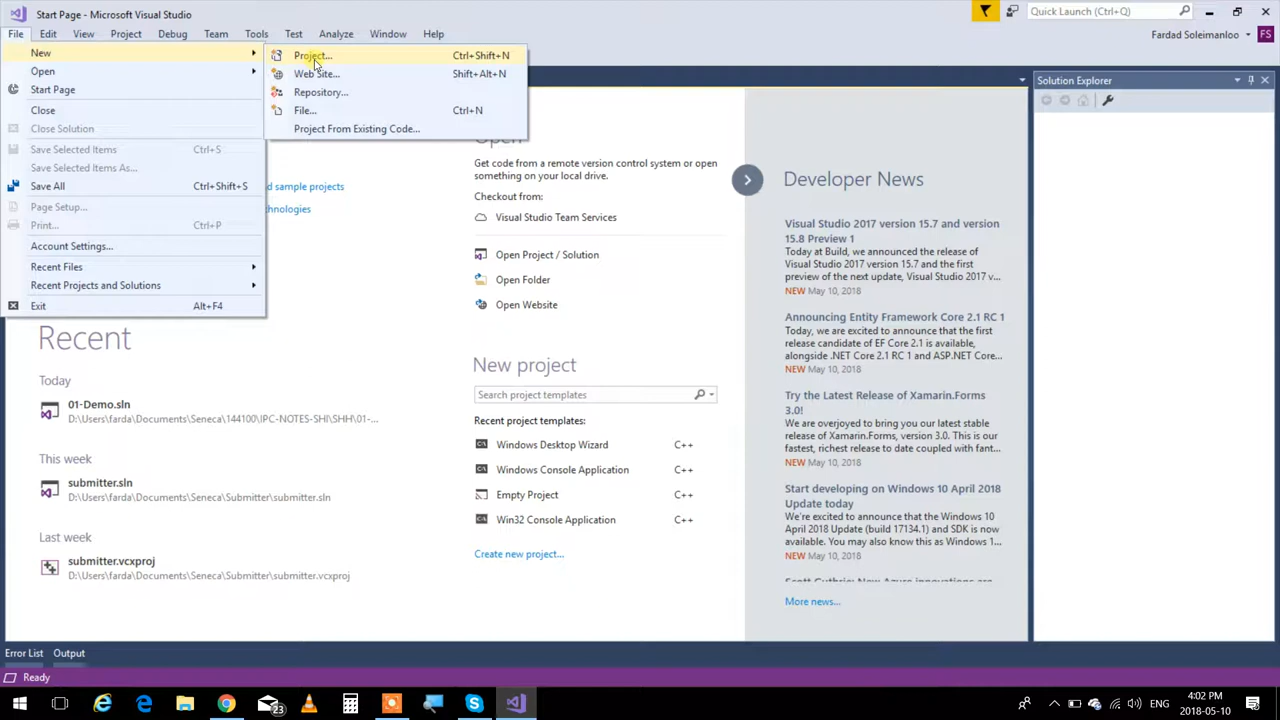 Start Page - Microsoft Visual Studio
Quick Launch (Ctrl+Q)
File Edit View Project Debug Team Tools Test Analyze Window Help
Fardad Soleimanloo FS
New
Open
Start Page
Close
Close Solution
Save Selected Items Ctrl+S
Save Selected Items As...
Save All Ctrl+Shift+S
Page Setup...
Print... Ctrl+P
Account Settings...
Recent Files
Recent Projects and Solutions
Exit Alt+F4
Project... Ctrl+Shift+N
Web Site... Shift+Alt+N
Repository...
File... Ctrl+N
Project From Existing Code...
d sample projects
hnologies
Recent
Today
01-Demo.sln
D:\Users\farda\Documents\Seneca\144100\IPC-NOTES-SHI\SHH\01-...
This week
submitter.sln
D:\Users\farda\Documents\Seneca\Submitter\submitter.sln
Last week
submitter.vcxproj
D:\Users\farda\Documents\Seneca\Submitter\submitter.vcxproj
Open
Get code from a remote version control system or open
something on your local drive.
Checkout from:
Visual Studio Team Services
Open Project / Solution
Open Folder
Open Website
New project
Search project templates
Recent project templates:
Windows Desktop Wizard C++
Windows Console Application C++
Empty Project C++
Win32 Console Application C++
Create new project...
Developer News
Visual Studio 2017 version 15.7 and version
15.8 Preview 1
Today at Build, we announced the release of
Visual Studio 2017 version 15.7 and the first
preview of the next update, Visual Studio 2017 v...
NEW May 10, 2018
Announcing Entity Framework Core 2.1 RC 1
Today, we are excited to announce that the first
release candidate of EF Core 2.1 is available,
alongside .NET Core 2.1 RC 1 and ASP.NET Core...
NEW May 10, 2018
Try the Latest Release of Xamarin.Forms
3.0!
We are overjoyed to bring you our latest stable
release of Xamarin.Forms, version 3.0. This is our
fastest, richest release to date coupled with fant...
NEW May 10, 2018
Start developing on Windows 10 April 2018
Update today
We're excited to announce that the Windows 10
April 2018 Update (build 17134.1) and SDK is now
available. You may also know this as Windows 1...
NEW May 10, 2018
Scott Guthrie: New Azure innovations are
More news...
Solution Explorer
Error List Output
Ready
23
ENG
4:02 PM
2018-05-10